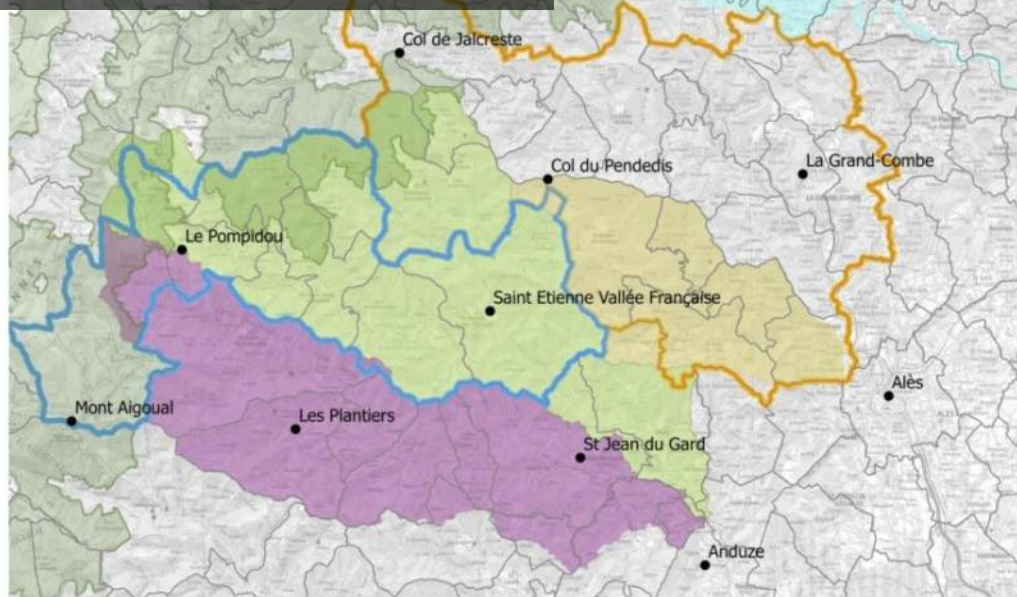 Col de Jalcreste
Col du Pendedis
La Grand-Combe
Le Pompidou
Saint Etienne Vallée Française
Alès
Mont Aigoual
Les Plantiers
St Jean du Gard
Anduze